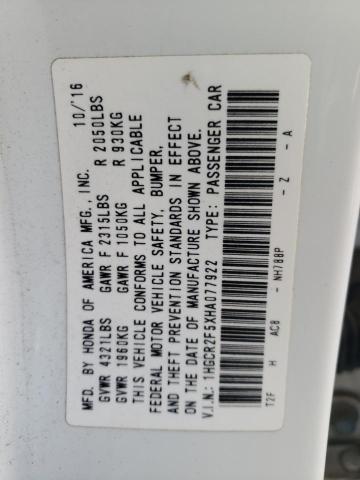 MFD. BY HONDA OF AMERICA MFG., INC. 10/'16
GVWR 4321LBS GAWR F 2315LBS R 2050LBS
GVWR 1960KG GAWR F 1050KG R 930KG
THIS VEHICLE CONFORMS TO ALL APPLICABLE
FEDERAL MOTOR VEHICLE SAFETY, BUMPER,
AND THEFT PREVENTION STANDARDS IN EFFECT
ON THE DATE OF MANUFACTURE SHOWN ABOVE.
V.I.N.: 1HGCR2F5XHA077922 TYPE: PASSENGER CAR
T2F H AC8 - NH788P - Z - A